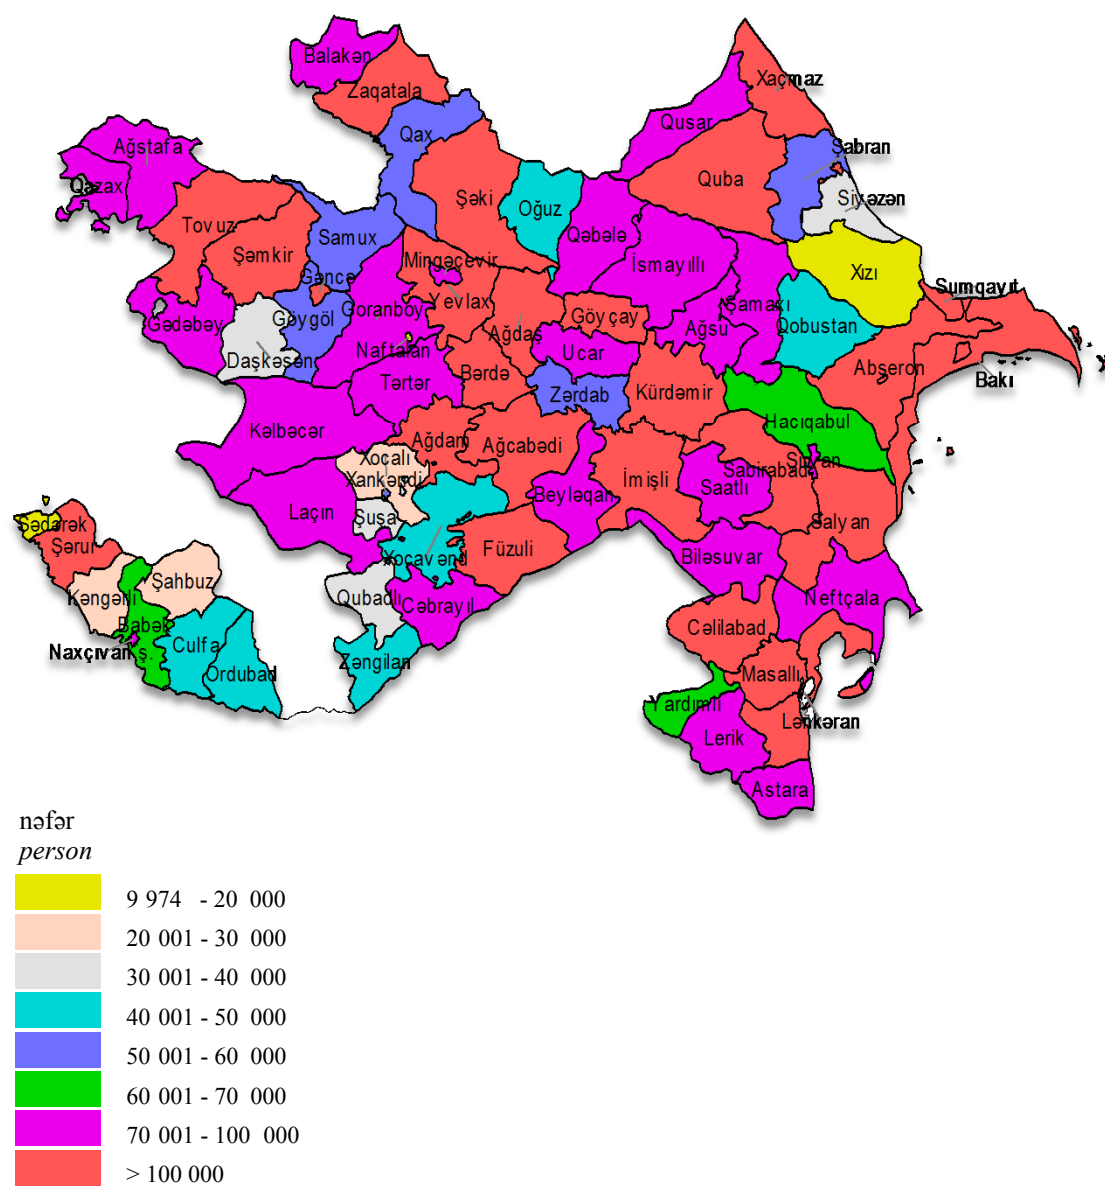 Balakən
Zaqatala
Xaçmaz
Qax
Qusar
Ağstafa
Şabran
Qazax
Quba
Şəki
Siyəzən
Oğuz
Tovuz
Samux
Qəbələ
Şəmkir
Mingəçevir
İsmayıllı
Xızı
Gəncə
Sumqayıt
Yevlax
Goranboy
Şamaxı
Gədəbəy
Göygöl
Göyçay
Ağsu
Qobustan
Ağdaş
Naftalan
Ucar
Daşkəsən
Abşeron
Bərdə
Bakı
Tərtər
Zərdab
Kürdəmir
Hacıqabul
Kəlbəcər
Ağdam
Ağcabədi
Xocalı
Şirvan
Sabirabad
Xankəndi
İmişli
Saatlı
Beyləqan
Laçın
Şuşa
Salyan
Sədərək
Şərur
Füzuli
Xocavənd
Biləsuvar
Şahbuz
Kəngərli
Qubadlı
Cəbrayıl
Neftçala
Babək
Cəlilabad
Culfa
Naxçıvan ş.
Zəngilan
Ordubad
Masallı
Yardımlı
Lənkəran
Lerik
Astara
nəfər
person
9 974 - 20 000
20 001 - 30 000
30 001 - 40 000
40 001 - 50 000
50 001 - 60 000
60 001 - 70 000
70 001 - 100 000
> 100 000